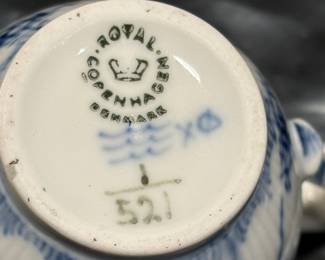 ROYAL
COPENHAGEN
DENMARK
1
521